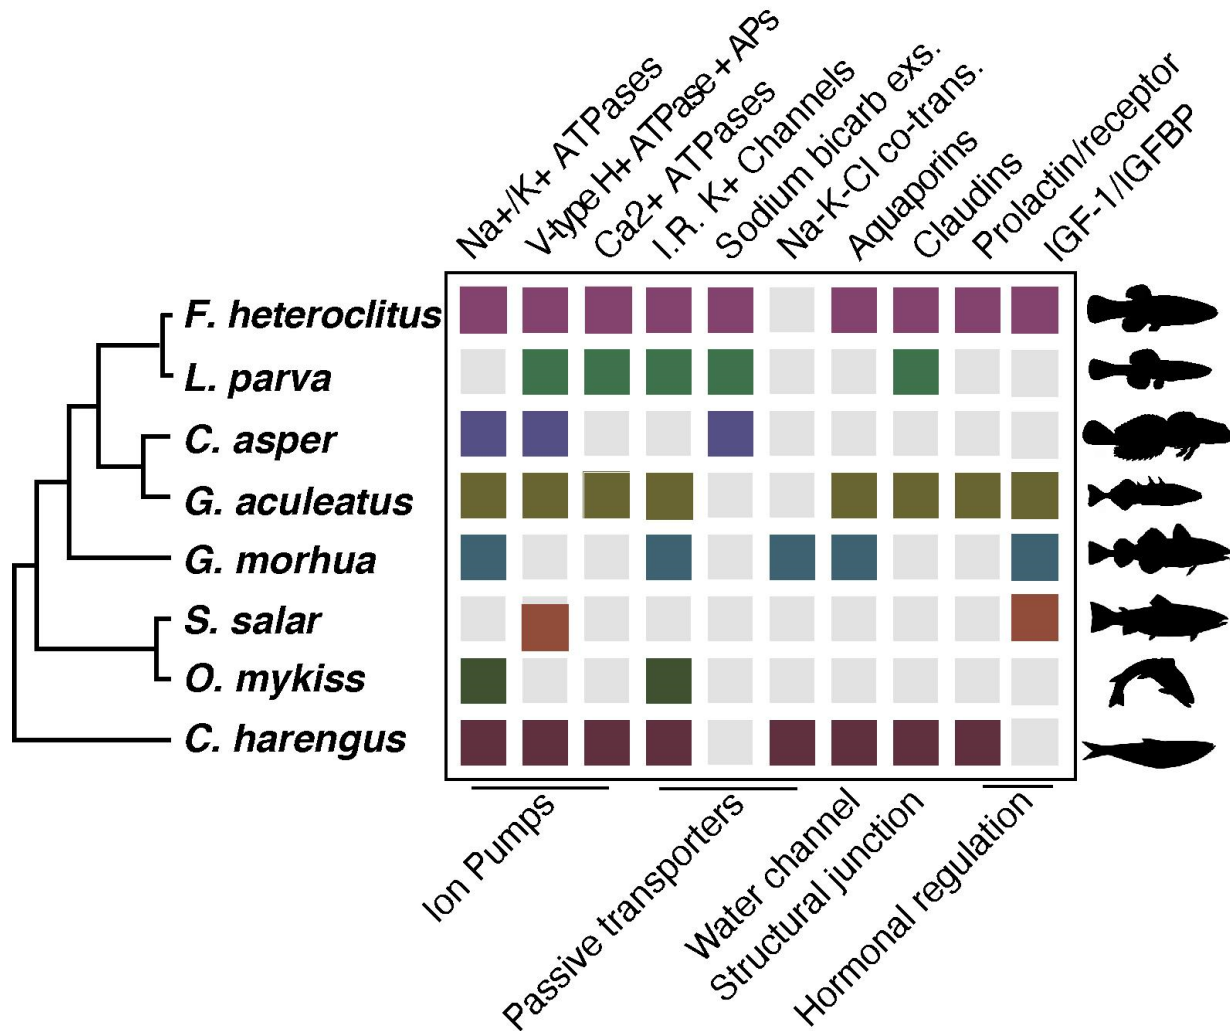 Na+/K+ ATPases
V-type H+ ATPase + APs
Ca2+ ATPases
I.R. K+ Channels
Sodium bicarb exs.
Na-K-Cl co-trans.
Aquaporins
Claudins
Prolactin/receptor
IGF-1/IGFBP
F. heteroclitus
L. parva
C. asper
G. aculeatus
G. morhua
S. salar
O. mykiss
C. harengus
Ion Pumps
Passive transporters
Water channel
Structural junction
Hormonal regulation